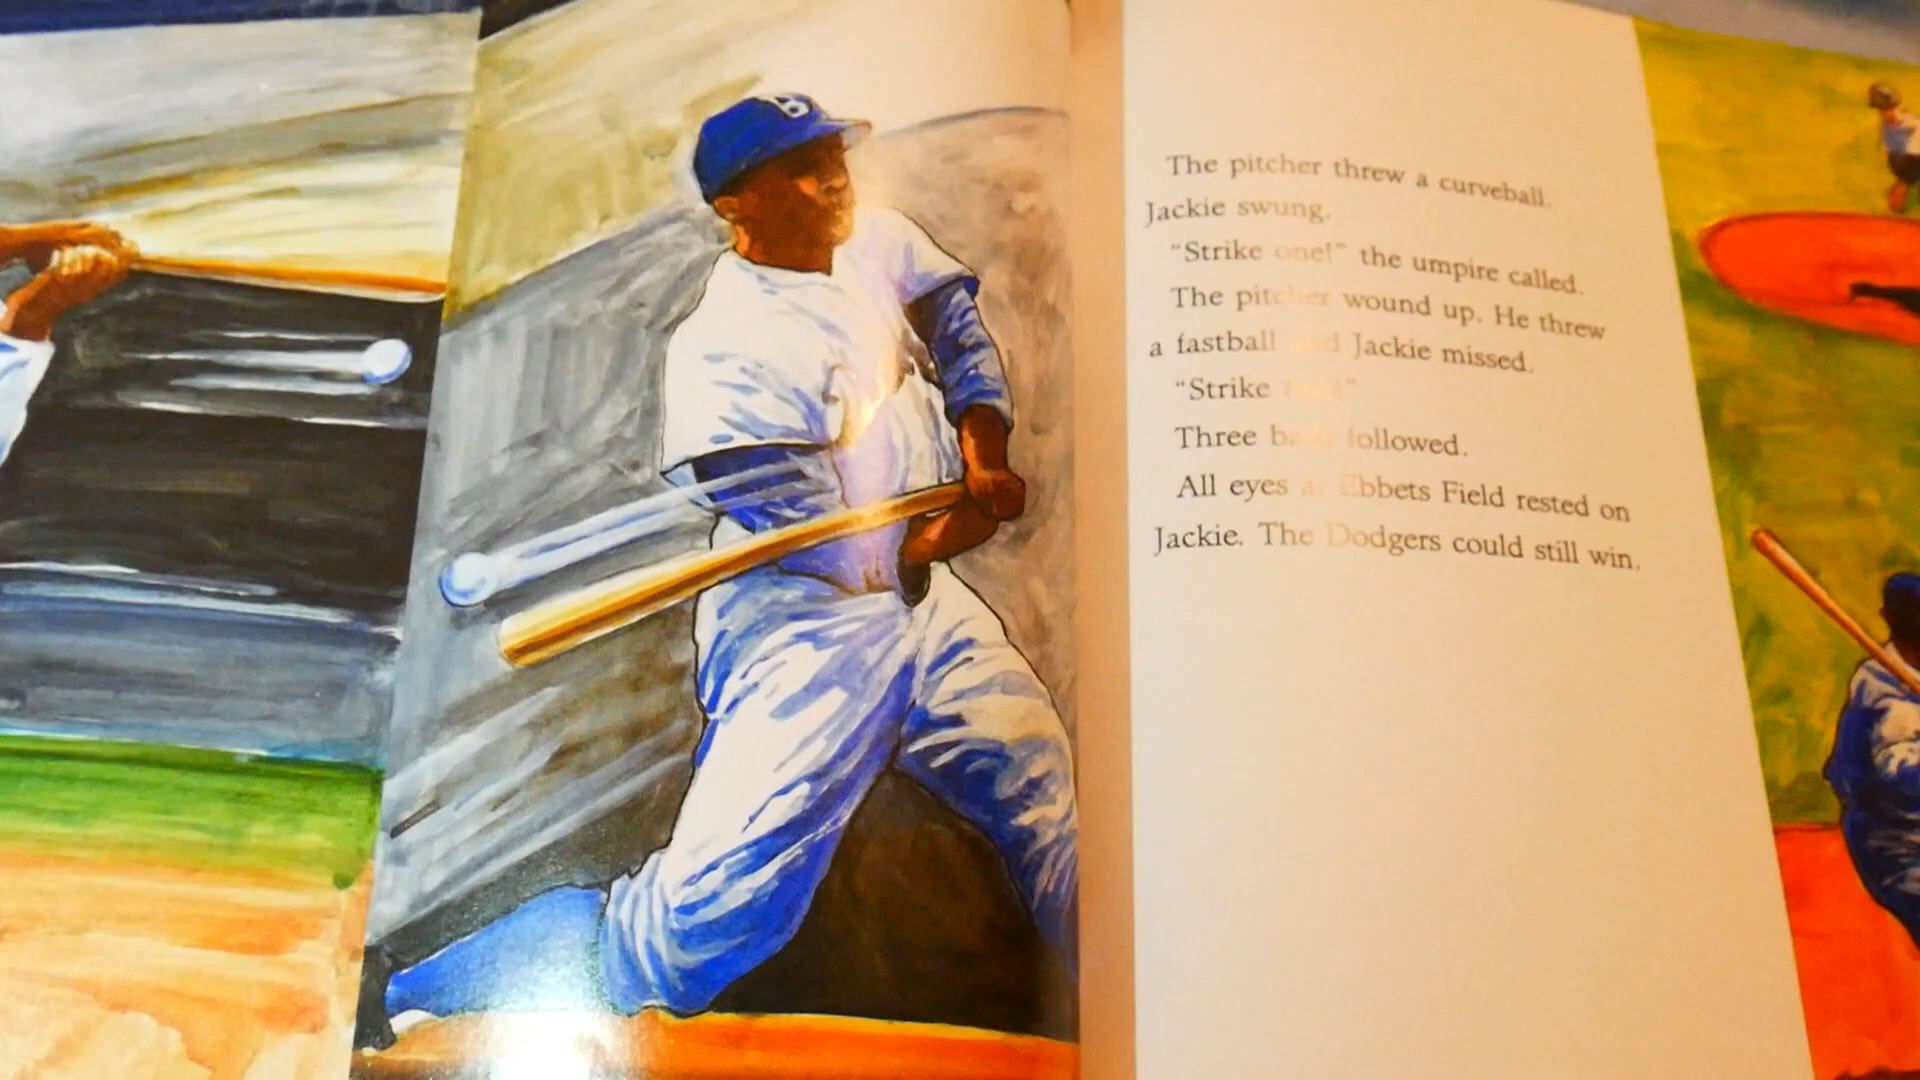 B
The pitcher threw a curveball.
Jackie swung.
"Strike one!" the umpire called.
The pitcher wound up. He threw
a fastball Jackie missed.
"Strike
Three followed.
All eyes Ebbets Field rested on
Jackie. The Dodgers could still win.